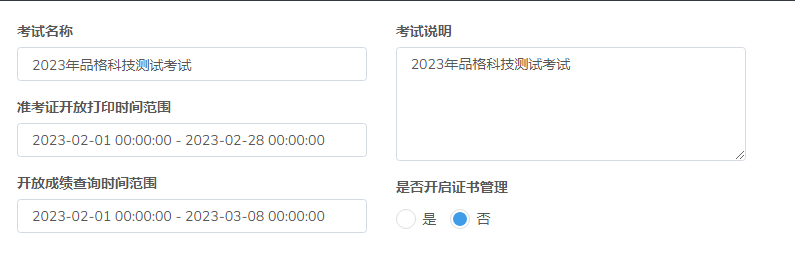 考试名称
2023年品格科技测试考试
准考证开放打印时间范围
2023-02-01 00:00:00 - 2023-02-28 00:00:00
开放成绩查询时间范围
2023-02-01 00:00:00 - 2023-03-08 00:00:00
考试说明
2023年品格科技测试考试
是否开启证书管理
是 否